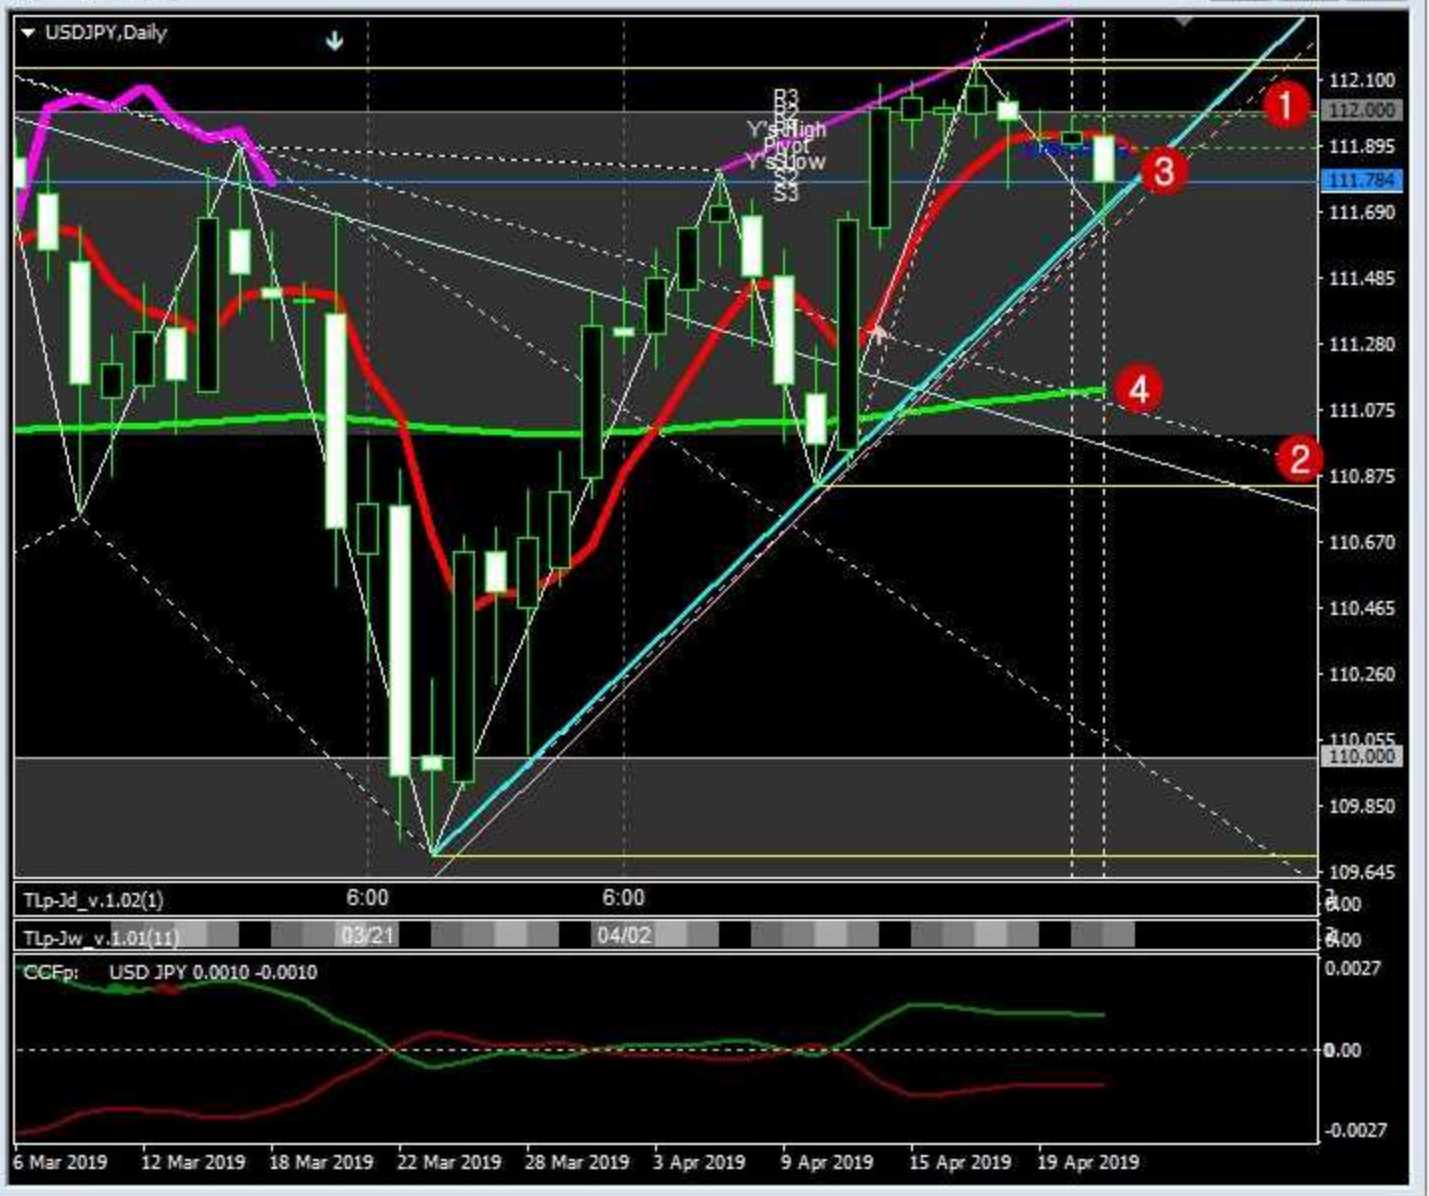 USDJPY,Daily
112.100
1
112.000
R3
R2
Y's High
111.895
Pivot
Y's Low
3
111.784
S2
S3
111.690
111.485
111.280
4
111.075
2
110.875
110.670
110.465
110.260
110.055
110.000
109.850
109.645
TLp-Jd_v.1.02(1) 6:00 6:00
TLp-Jw_v.1.01(11) 03/21 04/02
CCFp: USD JPY 0.0010 -0.0010 0.0027
0.00
-0.0027
6 Mar 2019 12 Mar 2019 18 Mar 2019 22 Mar 2019 28 Mar 2019 3 Apr 2019 9 Apr 2019 15 Apr 2019 19 Apr 2019